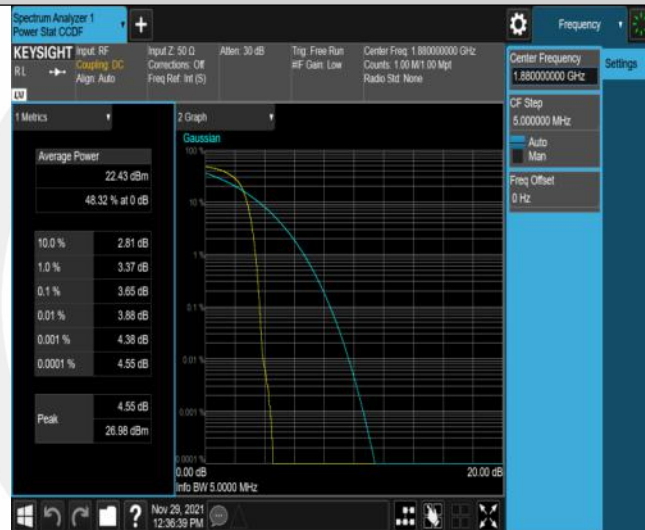 Spectrum Analyzer 1
Power Stat CCDF
+
Frequency
KEYSIGHT
RL
LW
Input: RF
Coupling: DC
Align: Auto
Input Z: 50 Ω
Corrections: Off
Freq Ref: Int (S)
Atten: 30 dB
Trig: Free Run
#IF Gain: Low
Center Freq: 1.880000000 GHz
Counts: 1.00 M/1.00 Mpt
Radio Std: None
Center Frequency
1.880000000 GHz
Settings
CF Step
5.000000 MHz
Auto
Man
Freq Offset
0 Hz
1 Metrics
Average Power
22.43 dBm
48.32 % at 0 dB
10.0 % 2.81 dB
1.0 % 3.37 dB
0.1 % 3.65 dB
0.01 % 3.88 dB
0.001 % 4.38 dB
0.0001 % 4.55 dB
Peak
4.55 dB
26.98 dBm
2 Graph
Gaussian
100 %
10 %
1 %
0.1 %
0.01 %
0.001 %
0.0001 %
0.00 dB 20.00 dB
Info BW 5.0000 MHz
?
Nov 29, 2021
12:36:39 PM